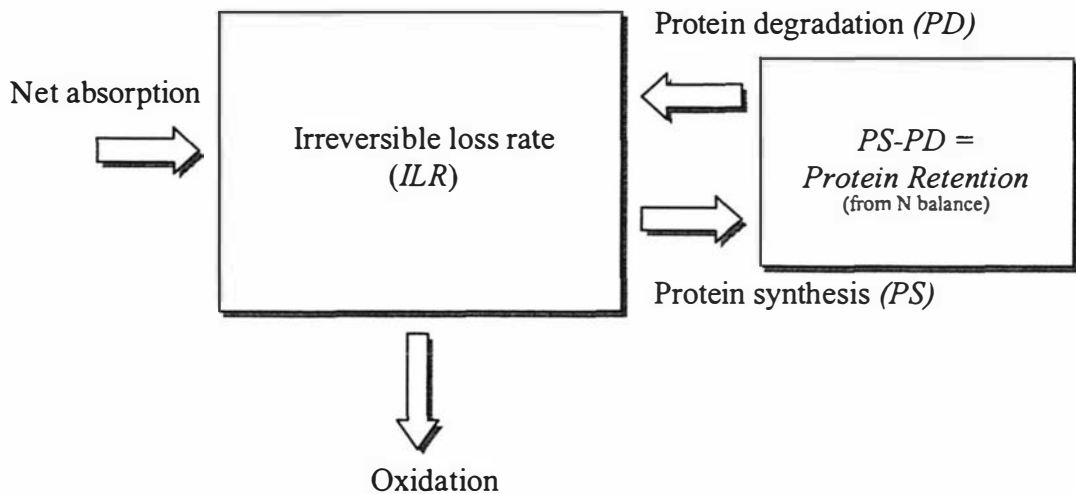 Protein degradation (PD)
Net absorption
Irreversible loss rate
(ILR)
PS-PD =
Protein Retention
(from N balance)
Protein synthesis (PS)
Oxidation